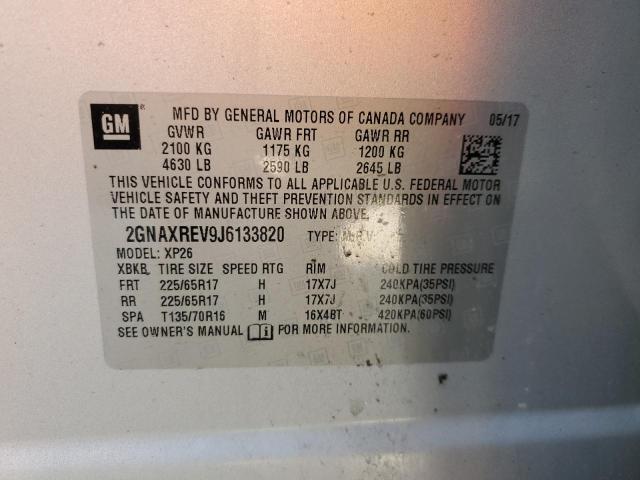 GM ®
MFD BY GENERAL MOTORS OF CANADA COMPANY 05/17
GVWR GAWR FRT GAWR RR
2100 KG 1175 KG 1200 KG
4630 LB 2590 LB 2645 LB
THIS VEHICLE CONFORMS TO ALL APPLICABLE U.S. FEDERAL MOTOR
VEHICLE SAFETY AND THEFT PREVENTION STANDARDS IN EFFECT ON
THE DATE OF MANUFACTURE SHOWN ABOVE.
2GNAXREV9J6133820 TYPE: M.P.V.
MODEL: XP26
XBKB TIRE SIZE SPEED RTG RIM COLD TIRE PRESSURE
FRT 225/65R17 H 17X7J 240KPA(35PSI)
RR 225/65R17 H 17X7J 240KPA(35PSI)
SPA T135/70R16 M 16X4BT 420KPA(60PSI)
SEE OWNER'S MANUAL FOR MORE INFORMATION.